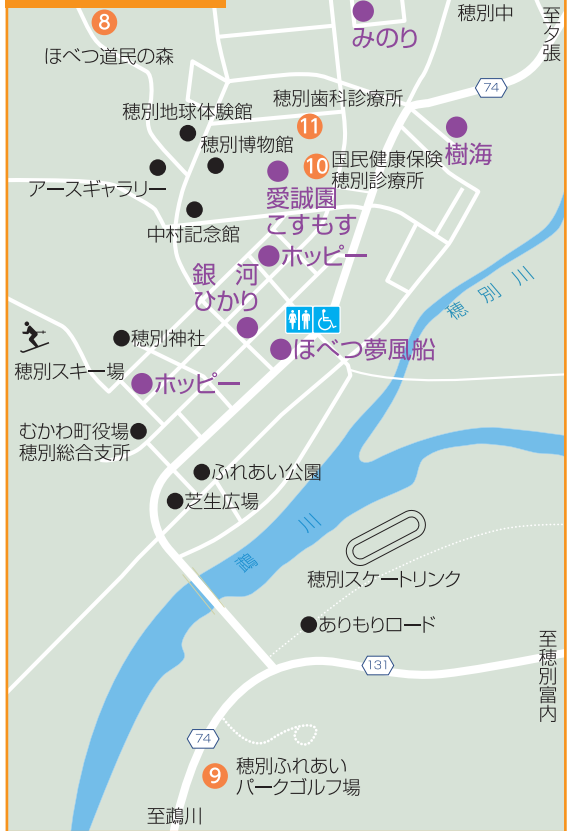 8
ほべつ道民の森
みのり
穂別中
至夕張
74
穂別地球体験館
穂別歯科診療所
11
穂別博物館
10
国民健康保険
穂別診療所
樹海
アースギャラリー
愛誠園
こすもす
中村記念館
ホッピー
銀河
ひかり
穂別川
穂別神社
ほべつ夢風船
穂別スキー場
ホッピー
むかわ町役場
穂別総合支所
ふれあい公園
芝生広場
鵡川
穂別スケートリンク
ありもりロード
至穂別富内
131
74
9
穂別ふれあい
パークゴルフ場
至鵡川